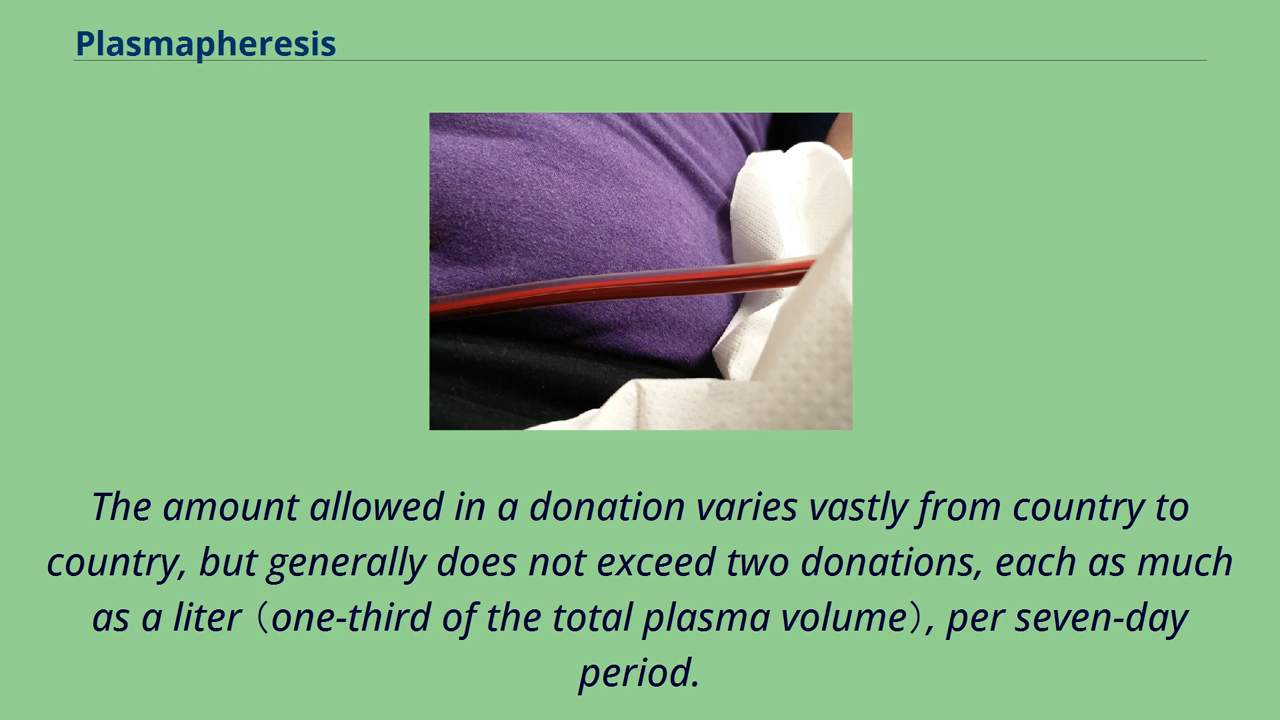 Plasmapheresis
The amount allowed in a donation varies vastly from country to
country, but generally does not exceed two donations, each as much
as a liter（one-third of the total plasma volume）, per seven-day
period.